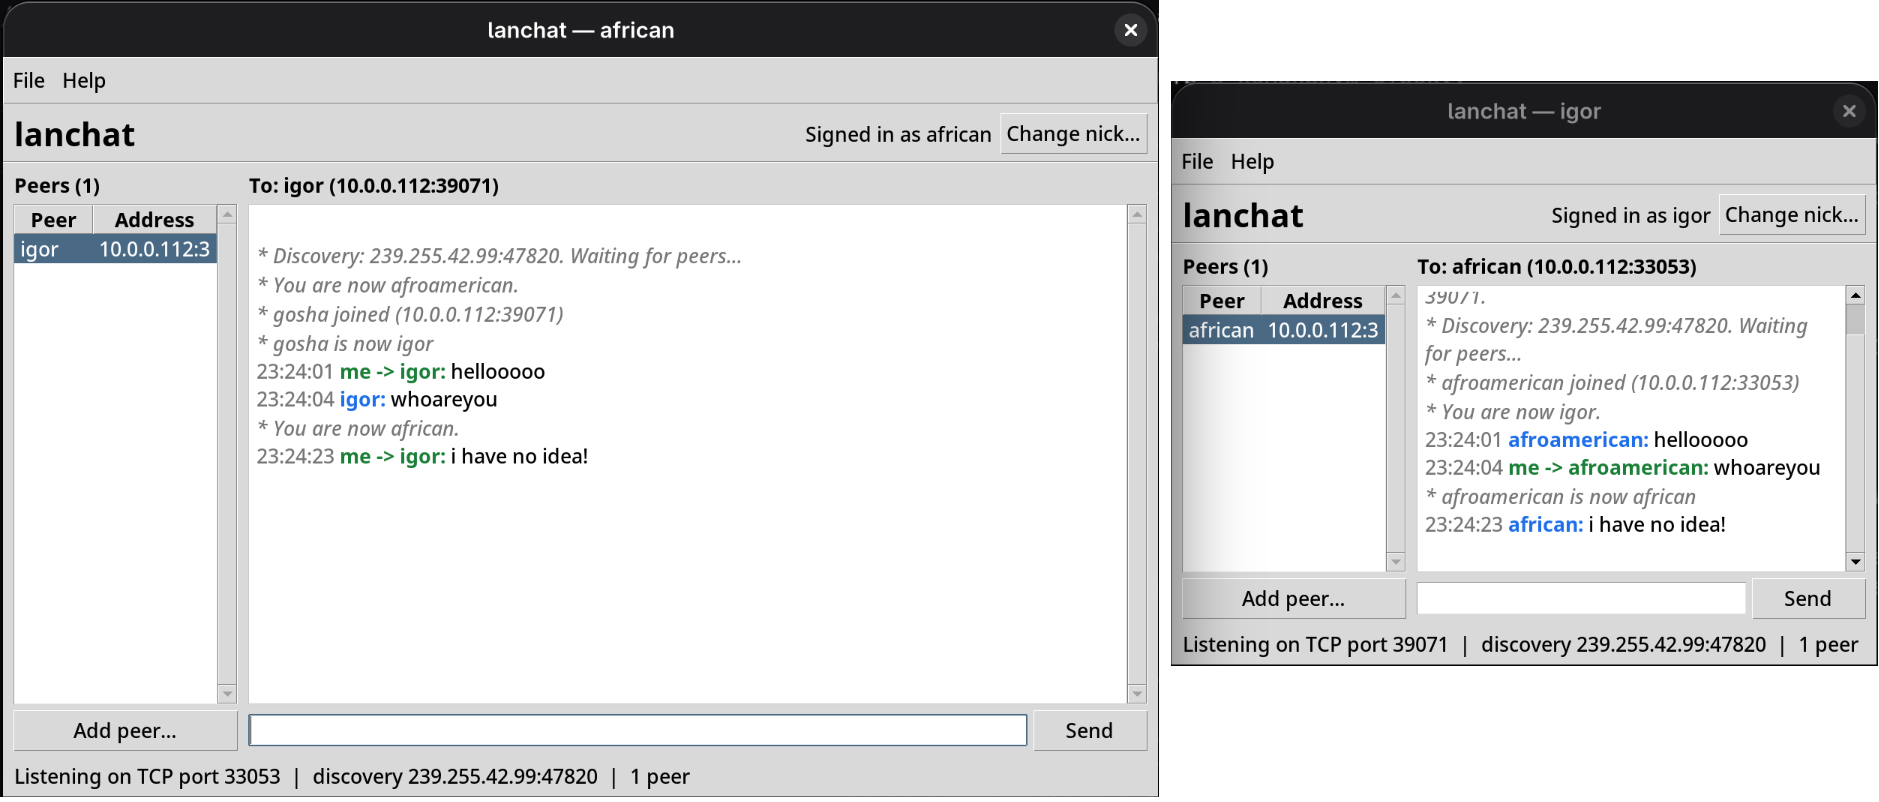 lanchat — african
File Help
lanchat
Signed in as african Change nick...
Peers (1)
Peer Address
igor 10.0.0.112:3
To: igor (10.0.0.112:39071)
* Discovery: 239.255.42.99:47820. Waiting for peers...
* You are now afroamerican.
* gosha joined (10.0.0.112:39071)
* gosha is now igor
23:24:01 me -> igor: hellooooo
23:24:04 igor: whoareyou
* You are now african.
23:24:23 me -> igor: i have no idea!
Add peer...
Send
Listening on TCP port 33053 | discovery 239.255.42.99:47820 | 1 peer
lanchat — igor
File Help
lanchat
Signed in as igor Change nick...
Peers (1)
Peer Address
african 10.0.0.112:3
To: african (10.0.0.112:33053)
39071.
* Discovery: 239.255.42.99:47820. Waiting
for peers...
* afroamerican joined (10.0.0.112:33053)
* You are now igor.
23:24:01 afroamerican: hellooooo
23:24:04 me -> afroamerican: whoareyou
* afroamerican is now african
23:24:23 african: i have no idea!
Add peer...
Send
Listening on TCP port 39071 | discovery 239.255.42.99:47820 | 1 peer